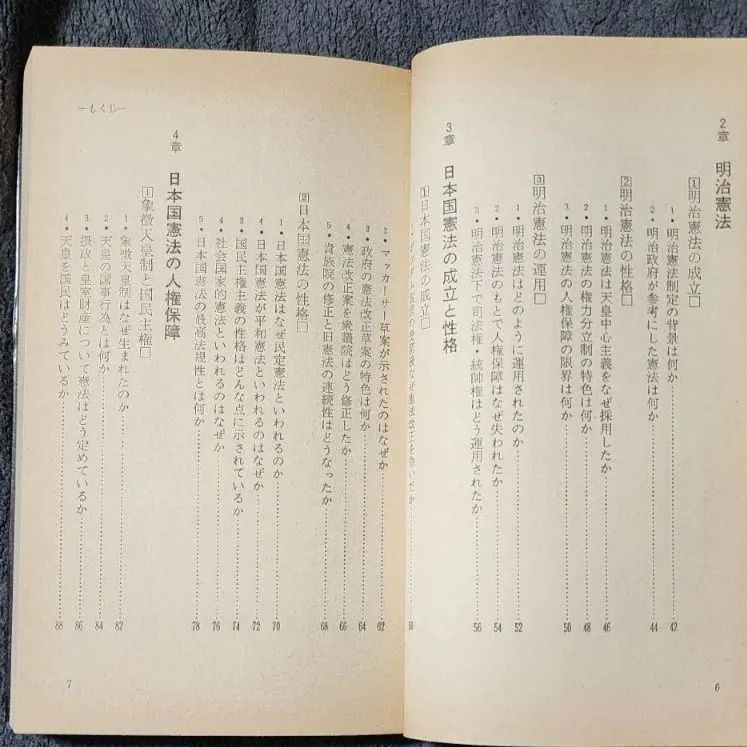 2章 明治憲法
1 明治憲法の成立□
1・明治憲法制定の背景は何か……42
2・明治政府が参考にした憲法は何か……44
2 明治憲法の性格□
1・明治憲法は天皇中心主義をなぜ採用したか……46
2・明治憲法の権力分立制の特色は何か……48
3・明治憲法の人権保障の限界は何か……50
3 明治憲法の運用□
1・明治憲法はどのように運用されたのか……52
2・明治憲法のもとで人権保障はなぜ失われたか……54
3・明治憲法下で司法権・統帥権はどう運用されたか……56
3章 日本国憲法の成立と性格
1 日本国憲法の成立□
なぜ憲法改正を急いだか……60
6
―もくじ―
2・マッカーサー草案が示されたのはなぜか……62
3・政府の憲法改正草案の特色は何か……64
4・憲法改正案を衆議院はどう修正したか……66
5・貴族院の修正と旧憲法の連続性はどうなったか……68
2 日本国憲法の性格□
1・日本国憲法はなぜ民定憲法といわれるのか……70
2・日本国憲法が平和憲法といわれるのはなぜか……72
3・国民主権主義の性格はどんな点に示されているか……74
4・社会国家的憲法といわれるのはなぜか……76
5・日本国憲法の最高法規性とは何か……78
4章 日本国憲法の人権保障
1 象徴天皇制と国民主権□
1・象徴天皇制はなぜ生まれたのか……82
2・天皇の国事行為とは何か……84
3・摂政と皇室財産について憲法はどう定めているか……86
4・天皇を国民はどうみているか……88
7